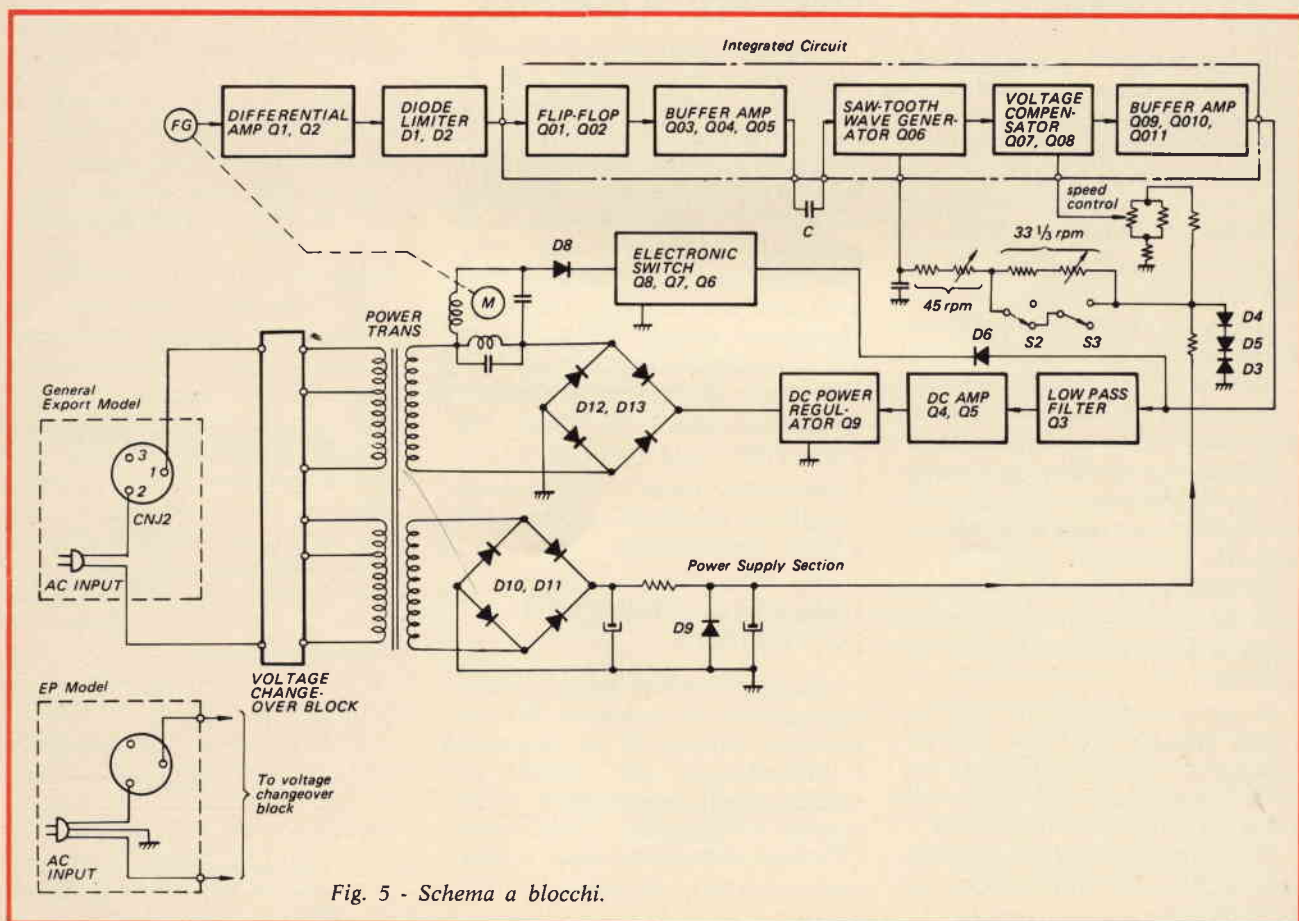 Integrated Circuit
FG
DIFFERENTIAL
AMP Q1, Q2
DIODE
LIMITER
D1, D2
FLIP-FLOP
Q01, Q02
BUFFER AMP
Q03, Q04, Q05
SAW-TOOTH
WAVE GENER-
ATOR Q06
VOLTAGE
COMPEN-
SATOR
Q07, Q08
BUFFER AMP
Q09, Q010,
Q011
C
speed
control
33 1/3 rpm
45 rpm
S2
S3
D4
D5
D3
D8
ELECTRONIC
SWITCH
Q8, Q7, Q6
M
POWER
TRANS
D6
D12, D13
DC POWER
REGUL-
ATOR Q9
DC AMP
Q4, Q5
LOW PASS
FILTER
Q3
General
Export Model
3
1
2
CNJ2
AC INPUT
D10, D11
Power Supply Section
D9
VOLTAGE
CHANGE-
OVER BLOCK
EP Model
To voltage
changeover
block
AC
INPUT
Fig. 5 - Schema a blocchi.